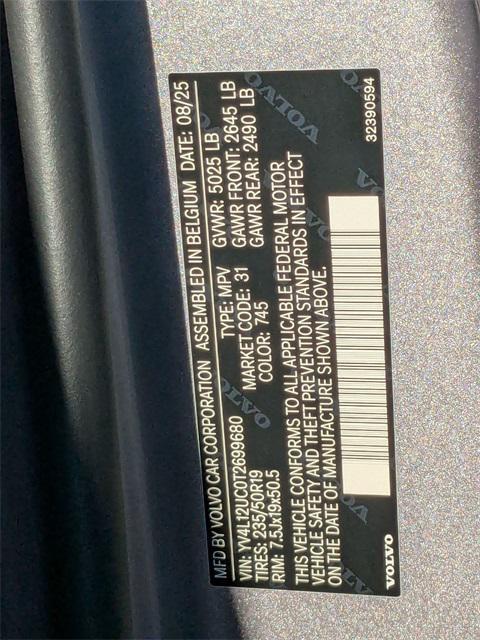 MFD BY VOLVO CAR CORPORATION ASSEMBLED IN BELGIUM DATE: 08/25
VIN: YV4L12UC0T2699680 TYPE: MPV GVWR: 5025 LB
TIRES: 235/50R19 MARKET CODE: 31 GAWR FRONT: 2645 LB
RIM: 7.5Jx19x50.5 COLOR: 745 GAWR REAR: 2490 LB
THIS VEHICLE CONFORMS TO ALL APPLICABLE FEDERAL MOTOR
VEHICLE SAFETY AND THEFT PREVENTION STANDARDS IN EFFECT
ON THE DATE OF MANUFACTURE SHOWN ABOVE.
VOLVO 32390594